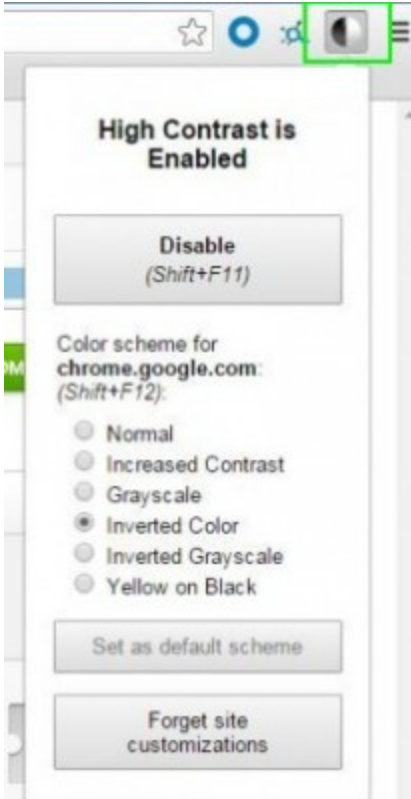 High Contrast is
Enabled
Disable
(Shift+F11)
Color scheme for
chrome.google.com:
(Shift+F12):
Normal
Increased Contrast
Grayscale
Inverted Color
Inverted Grayscale
Yellow on Black
Set as default scheme
Forget site
customizations